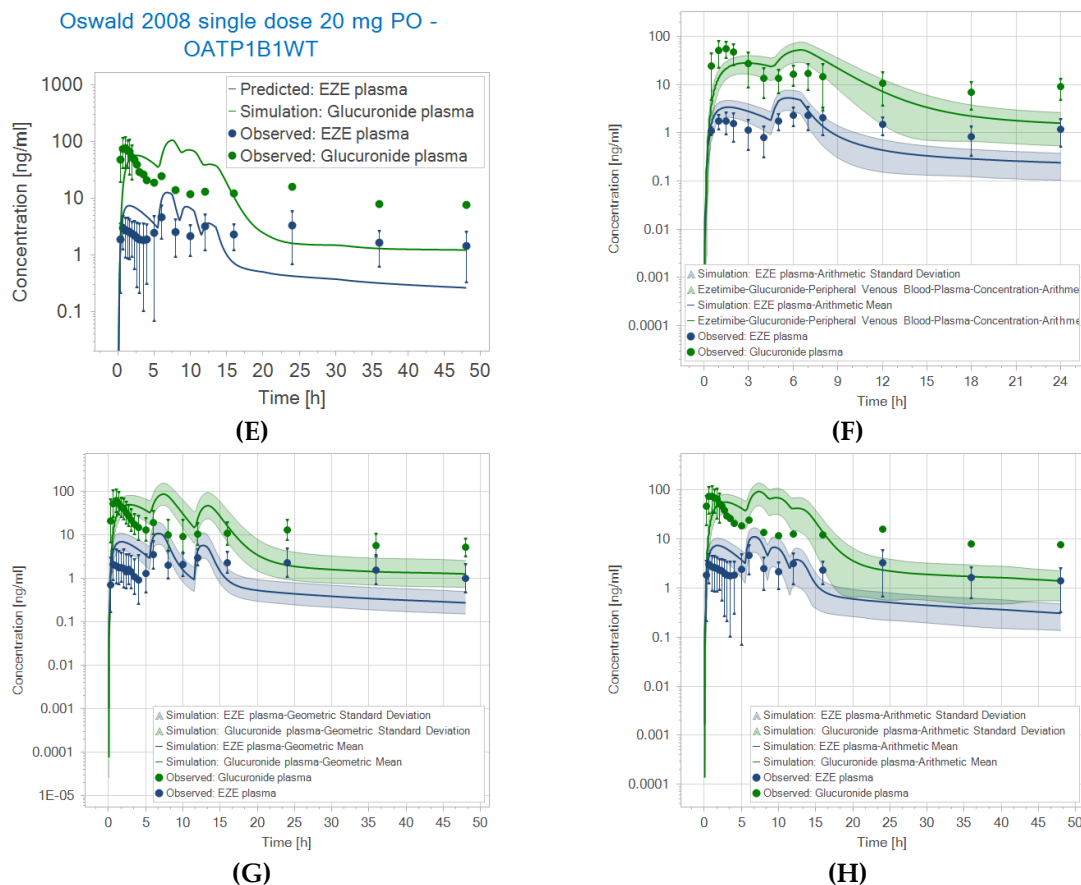 Oswald 2008 single dose 20 mg PO -
OATP1B1WT
1000
100
10
1
0.1
Concentration [ng/ml]
Predicted: EZE plasma
Simulation: Glucuronide plasma
Observed: EZE plasma
Observed: Glucuronide plasma
0 5 10 15 20 25 30 35 40 45 50
Time [h]
(E)
100
10
1
0.1
0.01
0.001
0.0001
Concentration [ng/ml]
Simulation: EZE plasma-Arithmetic Standard Deviation
Ezetimibe-Glucuronide-Peripheral Venous Blood-Plasma-Concentration-Arithme
Simulation: EZE plasma-Arithmetic Mean
Ezetimibe-Glucuronide-Peripheral Venous Blood-Plasma-Concentration-Arithme
Observed: EZE plasma
Observed: Glucuronide plasma
0 3 6 9 12 15 18 21 24
Time [h]
(F)
100
10
1
0.1
0.01
0.001
0.0001
1E-05
Concentration [ng/ml]
Simulation: EZE plasma-Geometric Standard Deviation
Simulation: Glucuronide plasma-Geometric Standard Deviation
Simulation: EZE plasma-Geometric Mean
Simulation: Glucuronide plasma-Geometric Mean
Observed: Glucuronide plasma
Observed: EZE plasma
0 5 10 15 20 25 30 35 40 45 50
Time [h]
(G)
100
10
1
0.1
0.01
0.001
0.0001
Concentration [ng/ml]
Simulation: EZE plasma-Arithmetic Standard Deviation
Simulation: Glucuronide plasma-Arithmetic Standard Deviation
Simulation: EZE plasma-Arithmetic Mean
Simulation: Glucuronide plasma-Arithmetic Mean
Observed: EZE plasma
Observed: Glucuronide plasma
0 5 10 15 20 25 30 35 40 45 50
Time [h]
(H)